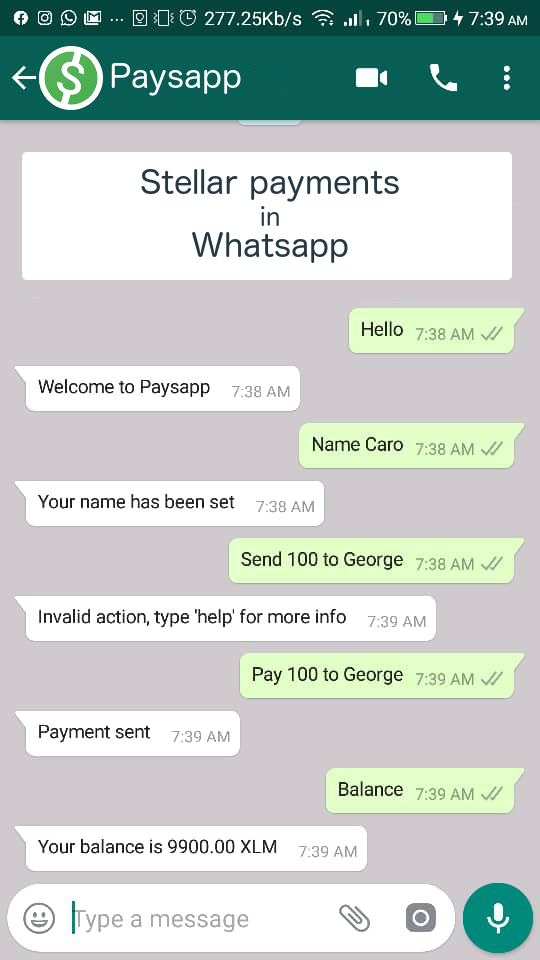 ... 277.25Kb/s 70% 7:39 AM
Paysapp
Stellar payments
in
Whatsapp
Hello 7:38 AM
Welcome to Paysapp 7:38 AM
Name Caro 7:38 AM
Your name has been set 7:38 AM
Send 100 to George 7:38 AM
Invalid action, type 'help' for more info 7:39 AM
Pay 100 to George 7:39 AM
Payment sent 7:39 AM
Balance 7:39 AM
Your balance is 9900.00 XLM 7:39 AM
Type a message